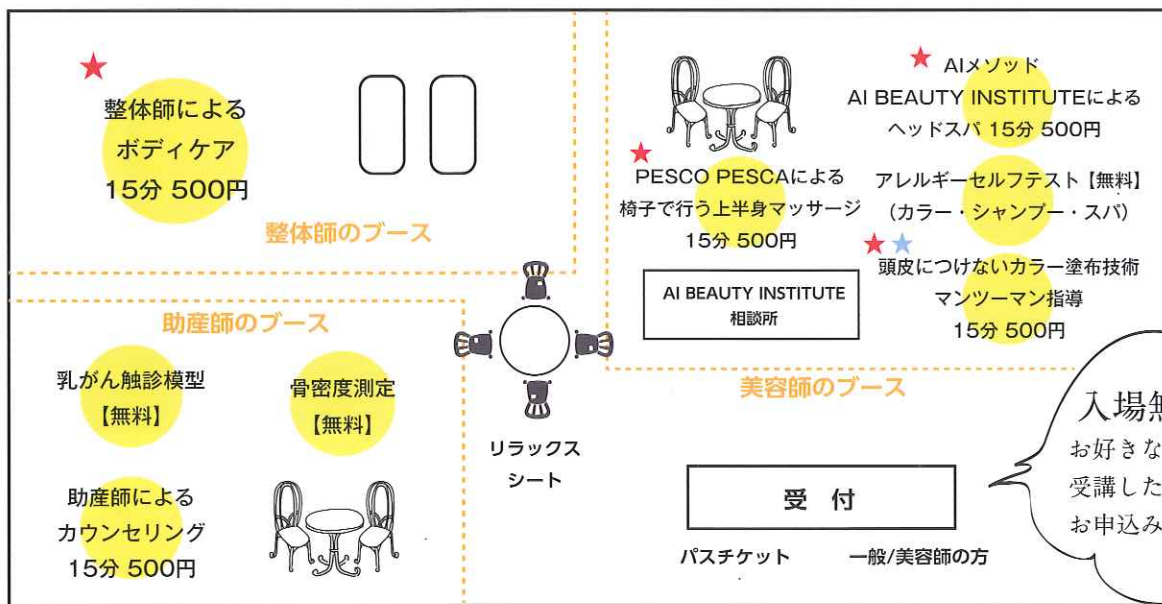 整体師による
ボディケア
15分 500円
整体師のブース
PESCO PESCAによる
椅子で行う上半身マッサージ
15分 500円
AI BEAUTY INSTITUTE
相談所
AIメソッド
AI BEAUTY INSTITUTEによる
ヘッドスパ 15分 500円
アレルギーセルフテスト【無料】
(カラー・シャンプー・スパ)
頭皮につけないカラー塗布技術
マンツーマン指導
15分 500円
美容師のブース
助産師のブース
乳がん触診模型
【無料】
骨密度測定
【無料】
助産師による
カウンセリング
15分 500円
リラックス
シート
受 付
パスチケット 一般/美容師の方
入場無
お好きな
受講した
お申込み